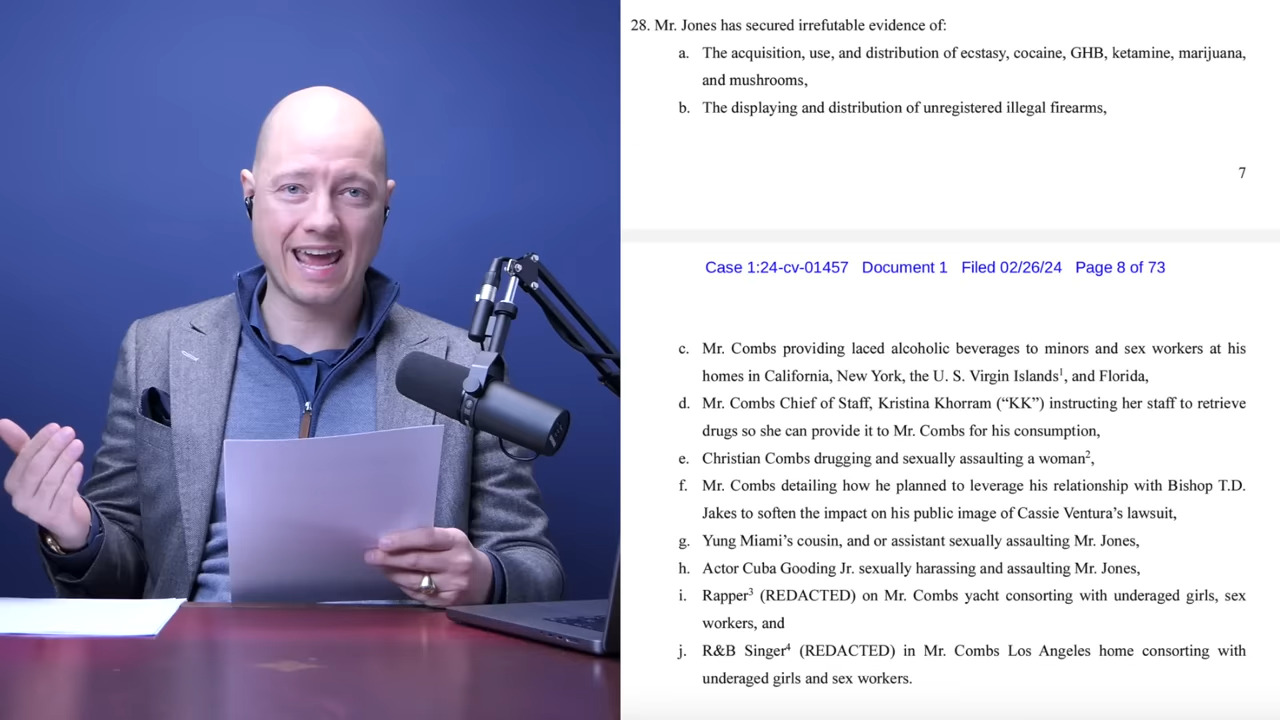 28. Mr. Jones has secured irrefutable evidence of:
a. The acquisition, use, and distribution of ecstasy, cocaine, GHB, ketamine, marijuana,
and mushrooms,
b. The displaying and distribution of unregistered illegal firearms,
7
Case 1:24-cv-01457 Document 1 Filed 02/26/24 Page 8 of 73
c. Mr. Combs providing laced alcoholic beverages to minors and sex workers at his
homes in California, New York, the U. S. Virgin Islands¹, and Florida,
d. Mr. Combs Chief of Staff, Kristina Khorram (“KK”) instructing her staff to retrieve
drugs so she can provide it to Mr. Combs for his consumption,
e. Christian Combs drugging and sexually assaulting a woman²,
f. Mr. Combs detailing how he planned to leverage his relationship with Bishop T.D.
Jakes to soften the impact on his public image of Cassie Ventura’s lawsuit,
g. Yung Miami’s cousin, and or assistant sexually assaulting Mr. Jones,
h. Actor Cuba Gooding Jr. sexually harassing and assaulting Mr. Jones,
i. Rapper³ (REDACTED) on Mr. Combs yacht consorting with underaged girls, sex
workers, and
j. R&B Singer⁴ (REDACTED) in Mr. Combs Los Angeles home consorting with
underaged girls and sex workers.